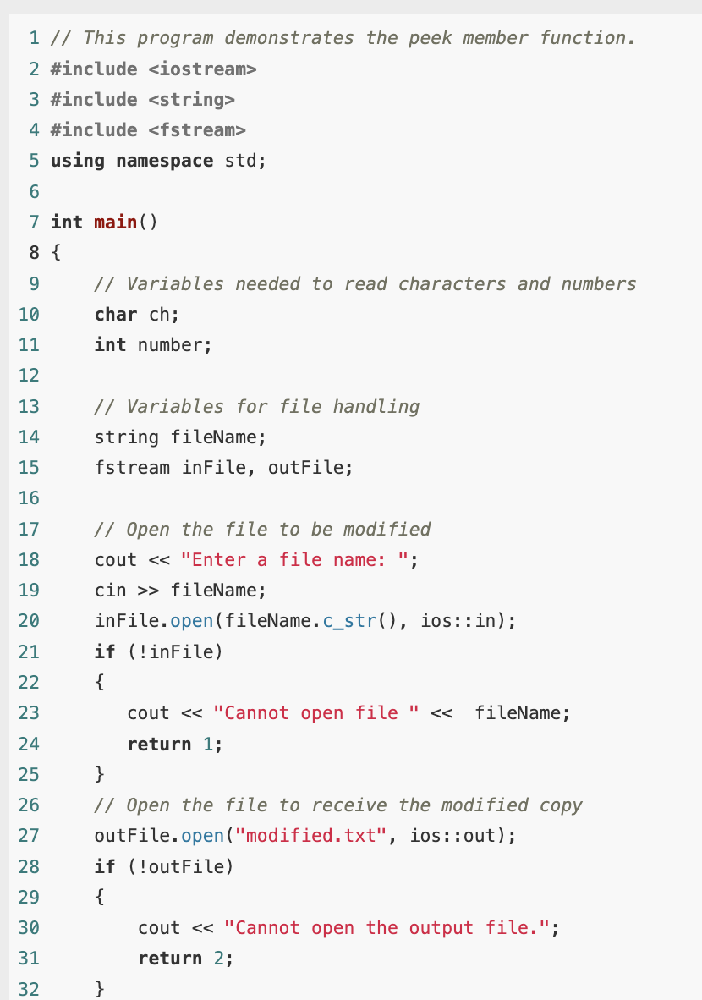 1 // This program demonstrates the peek member function.
2 #include <iostream>
3 #include <string>
4 #include <fstream>
5 using namespace std;
6
7 int main()
8 {
9     // Variables needed to read characters and numbers
10     char ch;
11     int number;
12
13     // Variables for file handling
14     string fileName;
15     fstream inFile, outFile;
16
17     // Open the file to be modified
18     cout << "Enter a file name: ";
19     cin >> fileName;
20     inFile.open(fileName.c_str(), ios::in);
21     if (!inFile)
22     {
23        cout << "Cannot open file " <<  fileName;
24        return 1;
25     }
26     // Open the file to receive the modified copy
27     outFile.open("modified.txt", ios::out);
28     if (!outFile)
29     {
30         cout << "Cannot open the output file.";
31         return 2;
32     }